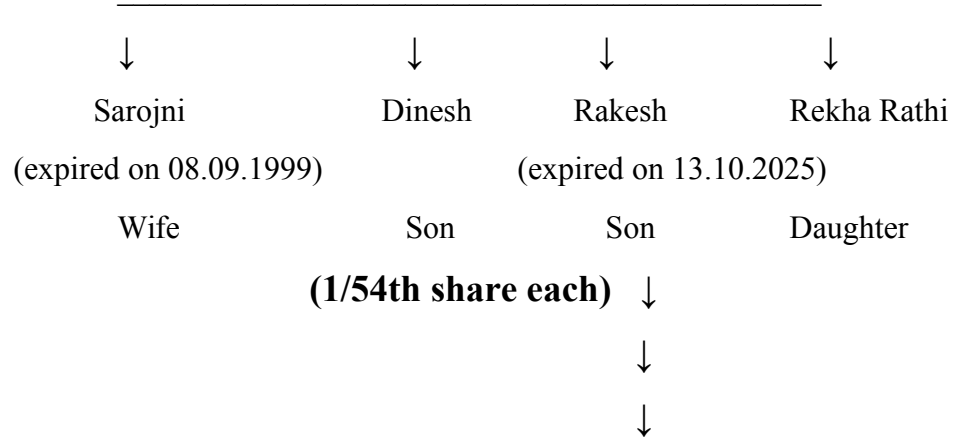 ↓ ↓ ↓ ↓
Sarojni Dinesh Rakesh Rekha Rathi
(expired on 08.09.1999) (expired on 13.10.2025)
Wife Son Son Daughter
(1/54th share each) ↓
↓
↓